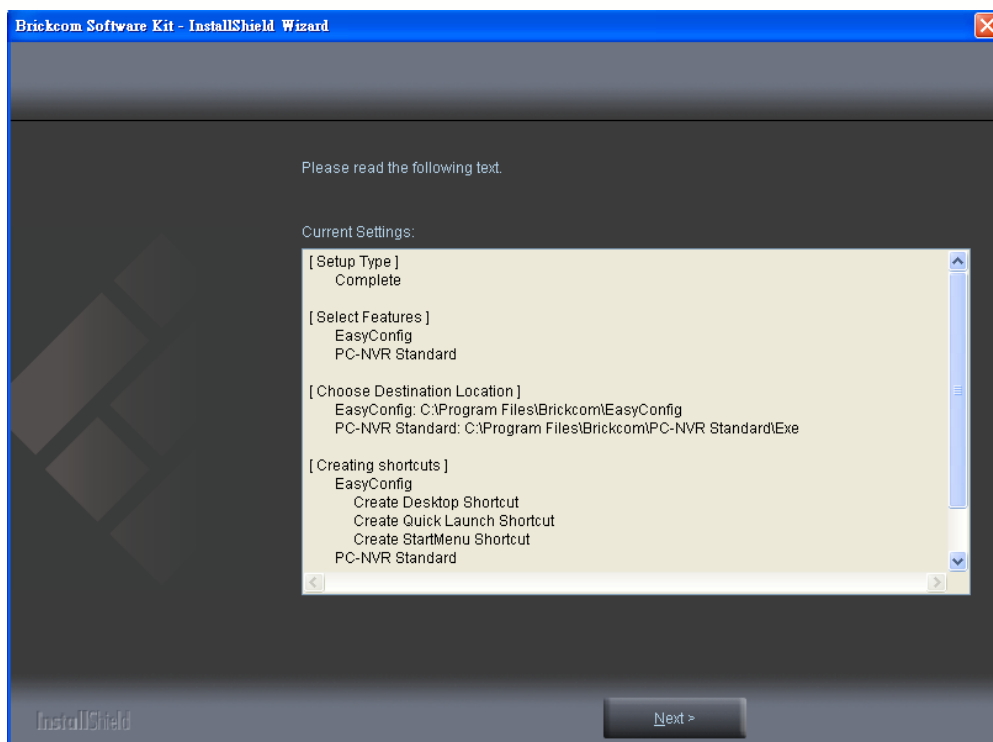 Brickcom Software Kit - InstallShield Wizard
Please read the following text.
Current Settings:
[ Setup Type ]
Complete
[ Select Features ]
EasyConfig
PC-NVR Standard
[ Choose Destination Location ]
EasyConfig: C:\Program Files\Brickcom\EasyConfig
PC-NVR Standard: C:\Program Files\Brickcom\PC-NVR Standard\Exe
[ Creating shortcuts ]
EasyConfig
Create Desktop Shortcut
Create Quick Launch Shortcut
Create StartMenu Shortcut
PC-NVR Standard
InstallShield
Next >